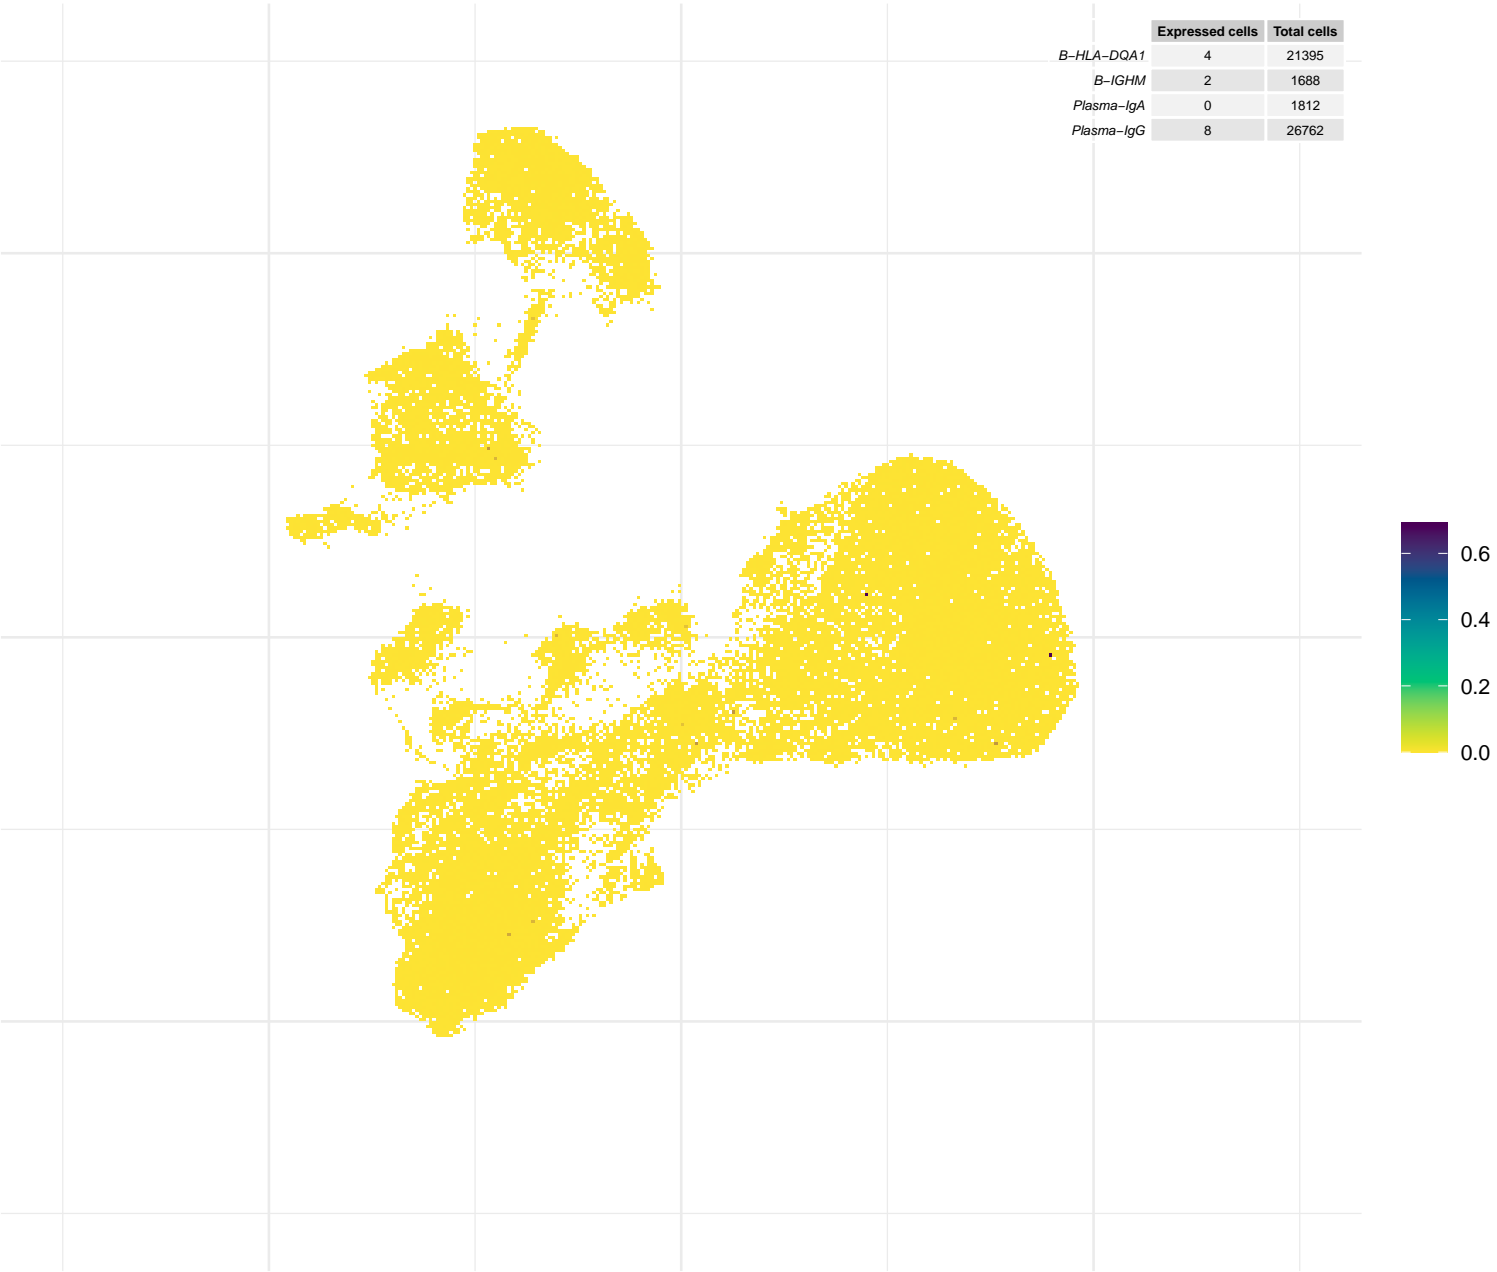 Expressed cells Total cells
B−HLA−DQA1 4 21395
B−IGHM 2 1688
Plasma−IgA 0 1812
Plasma−IgG 8 26762
0.6
0.4
0.2
0.0